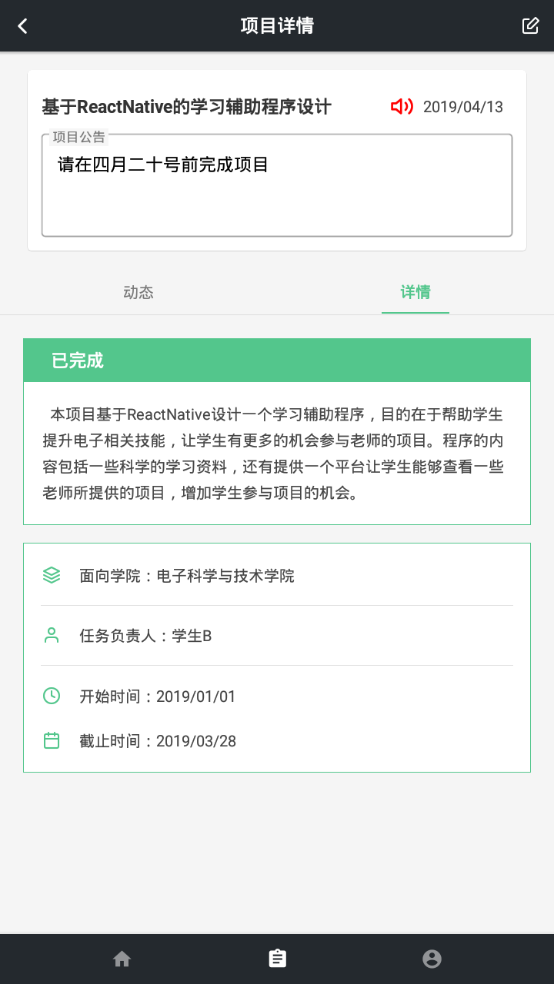 项目详情
基于ReactNative的学习辅助程序设计
2019/04/13
项目公告
请在四月二十号前完成项目
动态
详情
已完成
本项目基于ReactNative设计一个学习辅助程序，目的在于帮助学生
提升电子相关技能，让学生有更多的机会参与老师的项目。程序的内
容包括一些科学的学习资料，还有提供一个平台让学生能够查看一些
老师所提供的项目，增加学生参与项目的机会。
面向学院：电子科学与技术学院
任务负责人：学生B
开始时间：2019/01/01
截止时间：2019/03/28